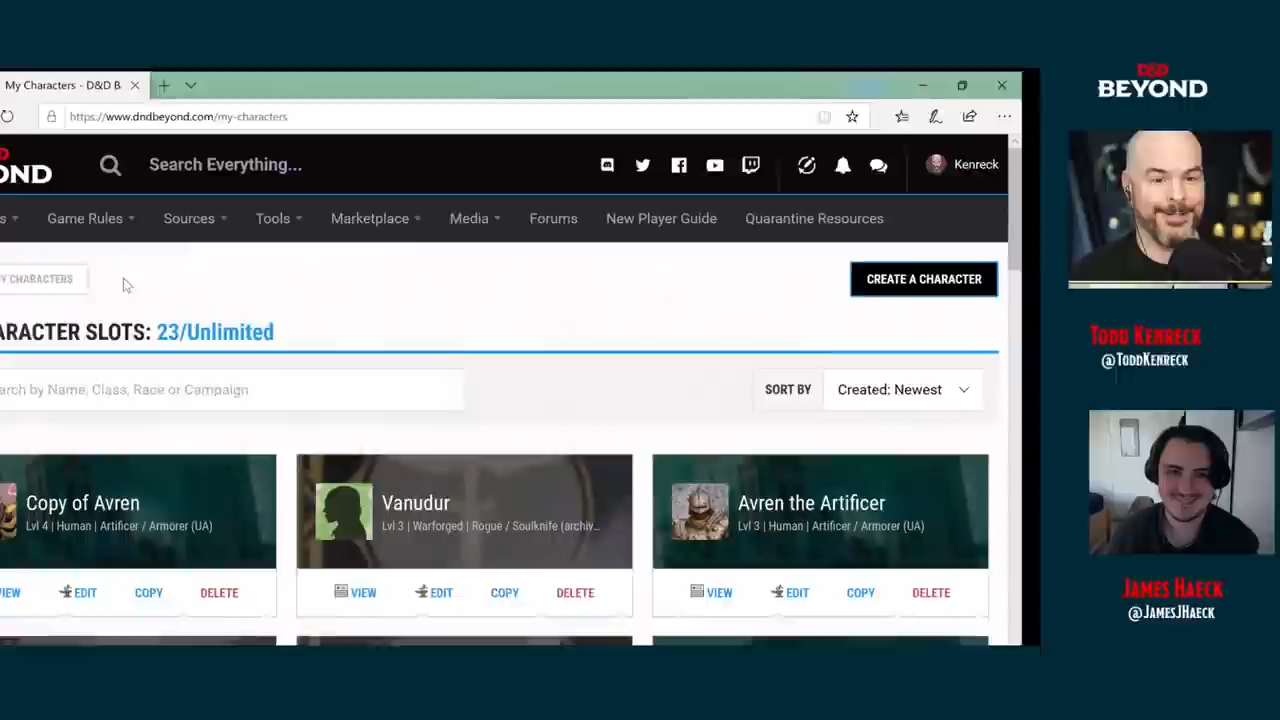 My Characters - D&D B
https://www.dndbeyond.com/my-characters
D&D
BEYOND
OND
Search Everything...
Kenreck
s
Game Rules
Sources
Tools
Marketplace
Media
Forums
New Player Guide
Quarantine Resources
Y CHARACTERS
CREATE A CHARACTER
ARACTER SLOTS: 23/Unlimited
arch by Name, Class, Race or Campaign
SORT BY
Created: Newest
Copy of Avren
Lvl 4 | Human | Artificer / Armorer (UA)
Vanudur
Lvl 3 | Warforged | Rogue / Soulknife (archiv...
Avren the Artificer
Lvl 3 | Human | Artificer / Armorer (UA)
IEW
EDIT
COPY
DELETE
VIEW
EDIT
COPY
DELETE
VIEW
EDIT
COPY
DELETE
Todd Kenreck
@ToddKenreck
James Haeck
@JamesJHaeck